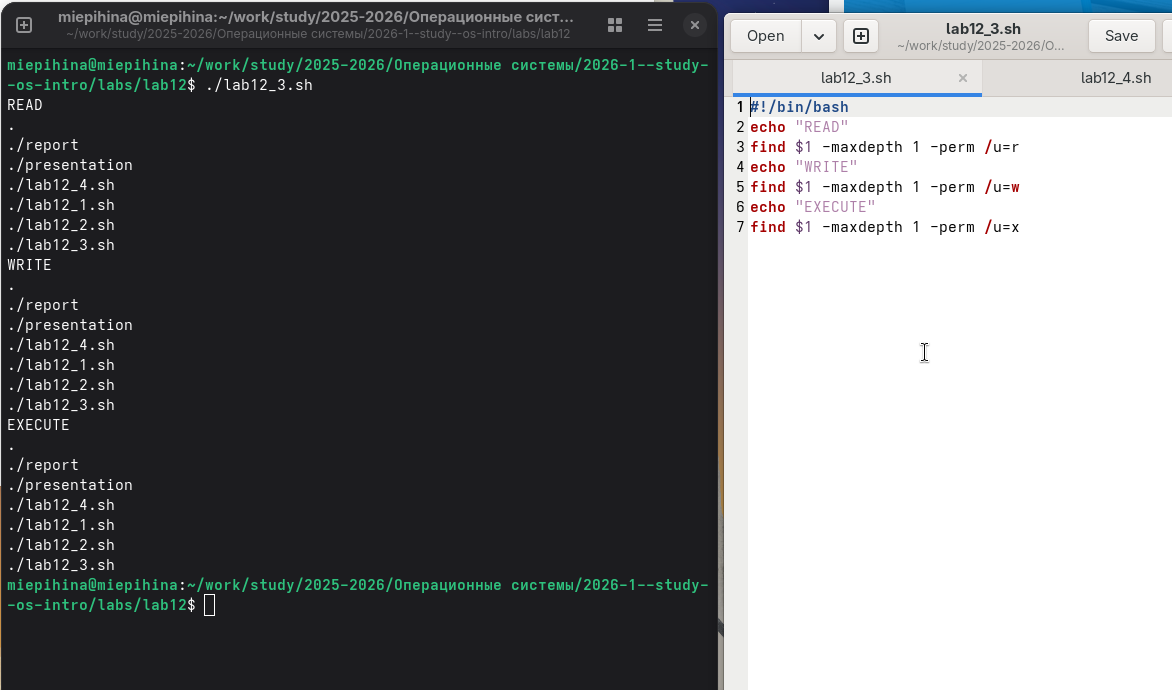 miepihina@miepihina:~/work/study/2025-2026/Операционные сист...
~/work/study/2025-2026/Операционные системы/2026-1--study--os-intro/labs/lab12
miepihina@miepihina:~/work/study/2025-2026/Операционные системы/2026-1--study-
-os-intro/labs/lab12$ ./lab12_3.sh
READ
.
./report
./presentation
./lab12_4.sh
./lab12_1.sh
./lab12_2.sh
./lab12_3.sh
WRITE
.
./report
./presentation
./lab12_4.sh
./lab12_1.sh
./lab12_2.sh
./lab12_3.sh
EXECUTE
.
./report
./presentation
./lab12_4.sh
./lab12_1.sh
./lab12_2.sh
./lab12_3.sh
miepihina@miepihina:~/work/study/2025-2026/Операционные системы/2026-1--study-
-os-intro/labs/lab12$
Open
lab12_3.sh
~/work/study/2025-2026/О...
Save
lab12_3.sh
lab12_4.sh
1 #!/bin/bash
2 echo "READ"
3 find $1 -maxdepth 1 -perm /u=r
4 echo "WRITE"
5 find $1 -maxdepth 1 -perm /u=w
6 echo "EXECUTE"
7 find $1 -maxdepth 1 -perm /u=x